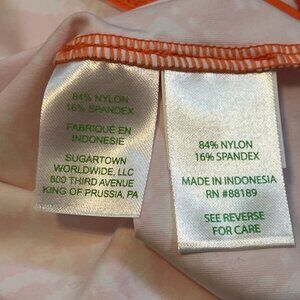 84% NYLON
16% SPANDEX
FABRIQUÉ EN
INDONESIE
SUGARTOWN
WORLDWIDE, LLC
800 THIRD AVENUE
KING OF PRUSSIA, PA
84% NYLON
16% SPANDEX
MADE IN INDONESIA
RN #88189
SEE REVERSE
FOR CARE